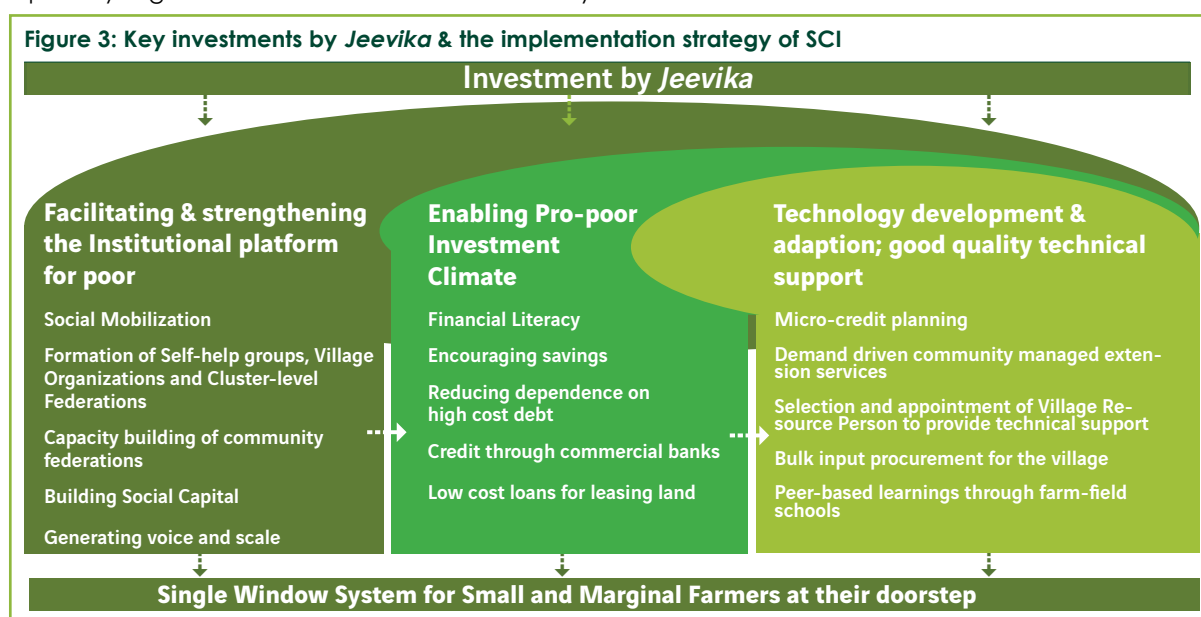 Figure 3: Key investments by Jeevika & the implementation strategy of SCI
Investment by Jeevika
Facilitating & strengthening
the Institutional platform
for poor
Social Mobilization
Formation of Self-help groups, Village
Organizations and Cluster-level
Federations
Capacity building of community
federations
Building Social Capital
Generating voice and scale
Enabling Pro-poor
Investment
Climate
Financial Literacy
Encouraging savings
Reducing dependence on
high cost debt
Credit through commercial banks
Low cost loans for leasing land
Technology development &
adaption; good quality technical
support
Micro-credit planning
Demand driven community managed exten-
sion services
Selection and appointment of Village Re-
source Person to provide technical support
Bulk input procurement for the village
Peer-based learnings through farm-field
schools
Single Window System for Small and Marginal Farmers at their doorstep